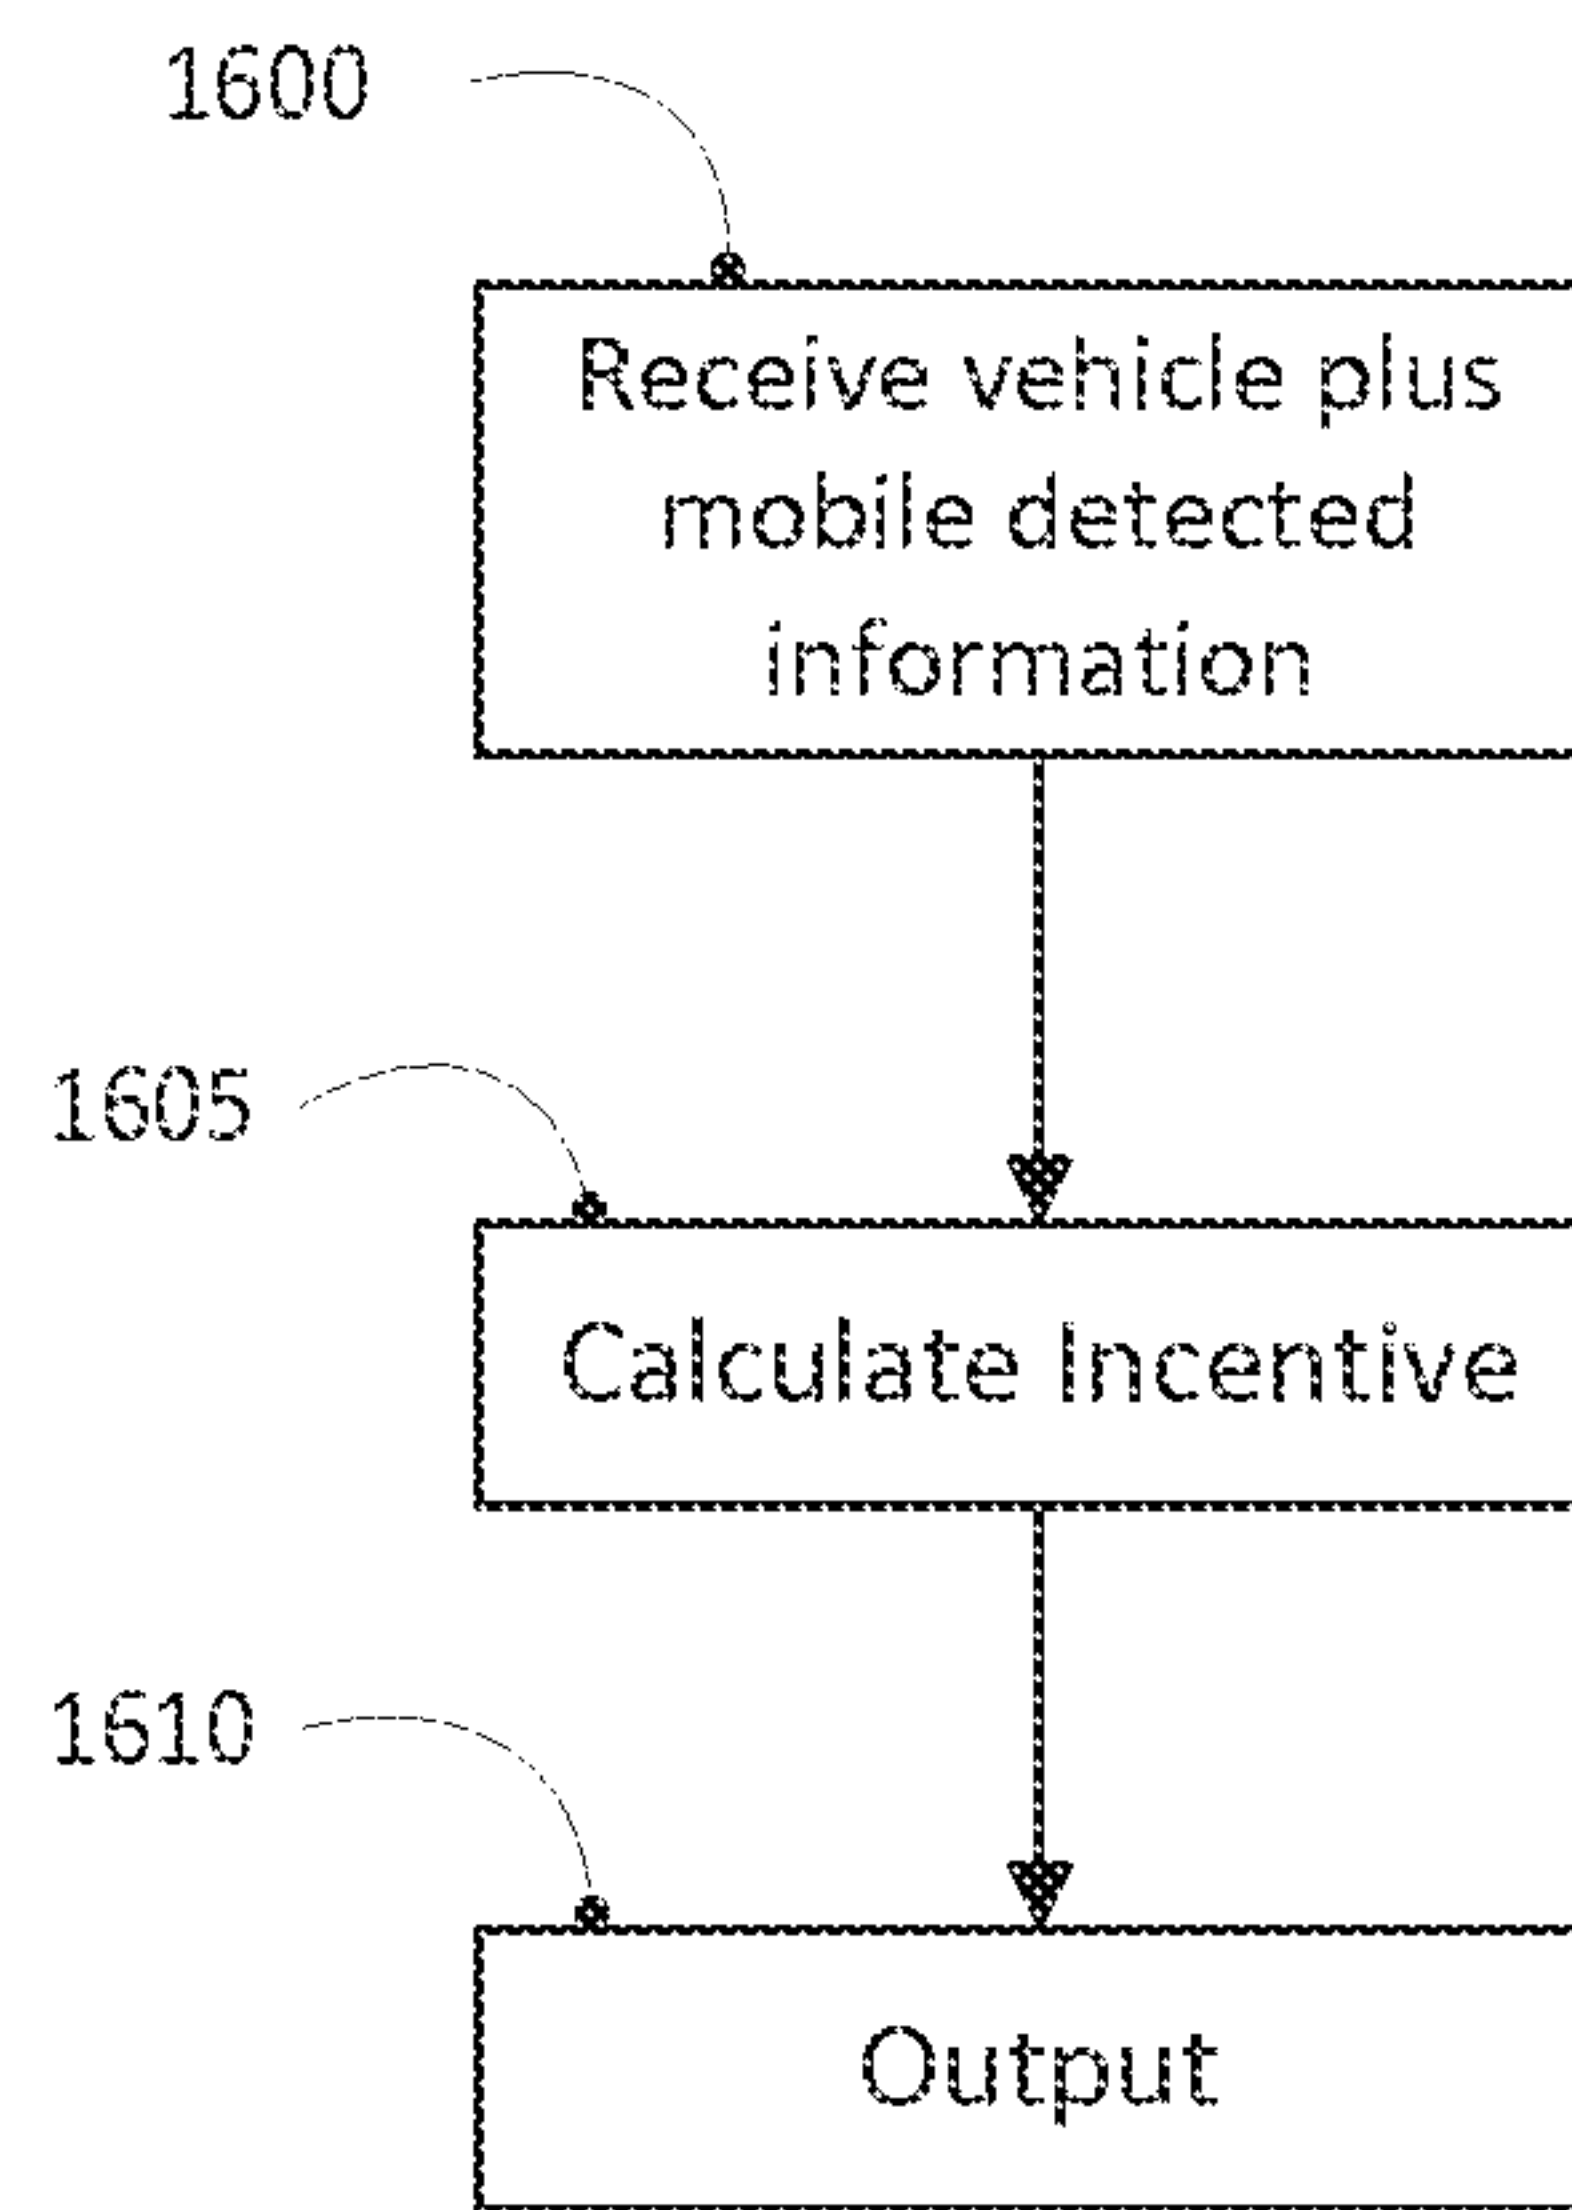 1600
Receive vehicle plus
mobile detected
information
1605
Calculate Incentive
1610
Output